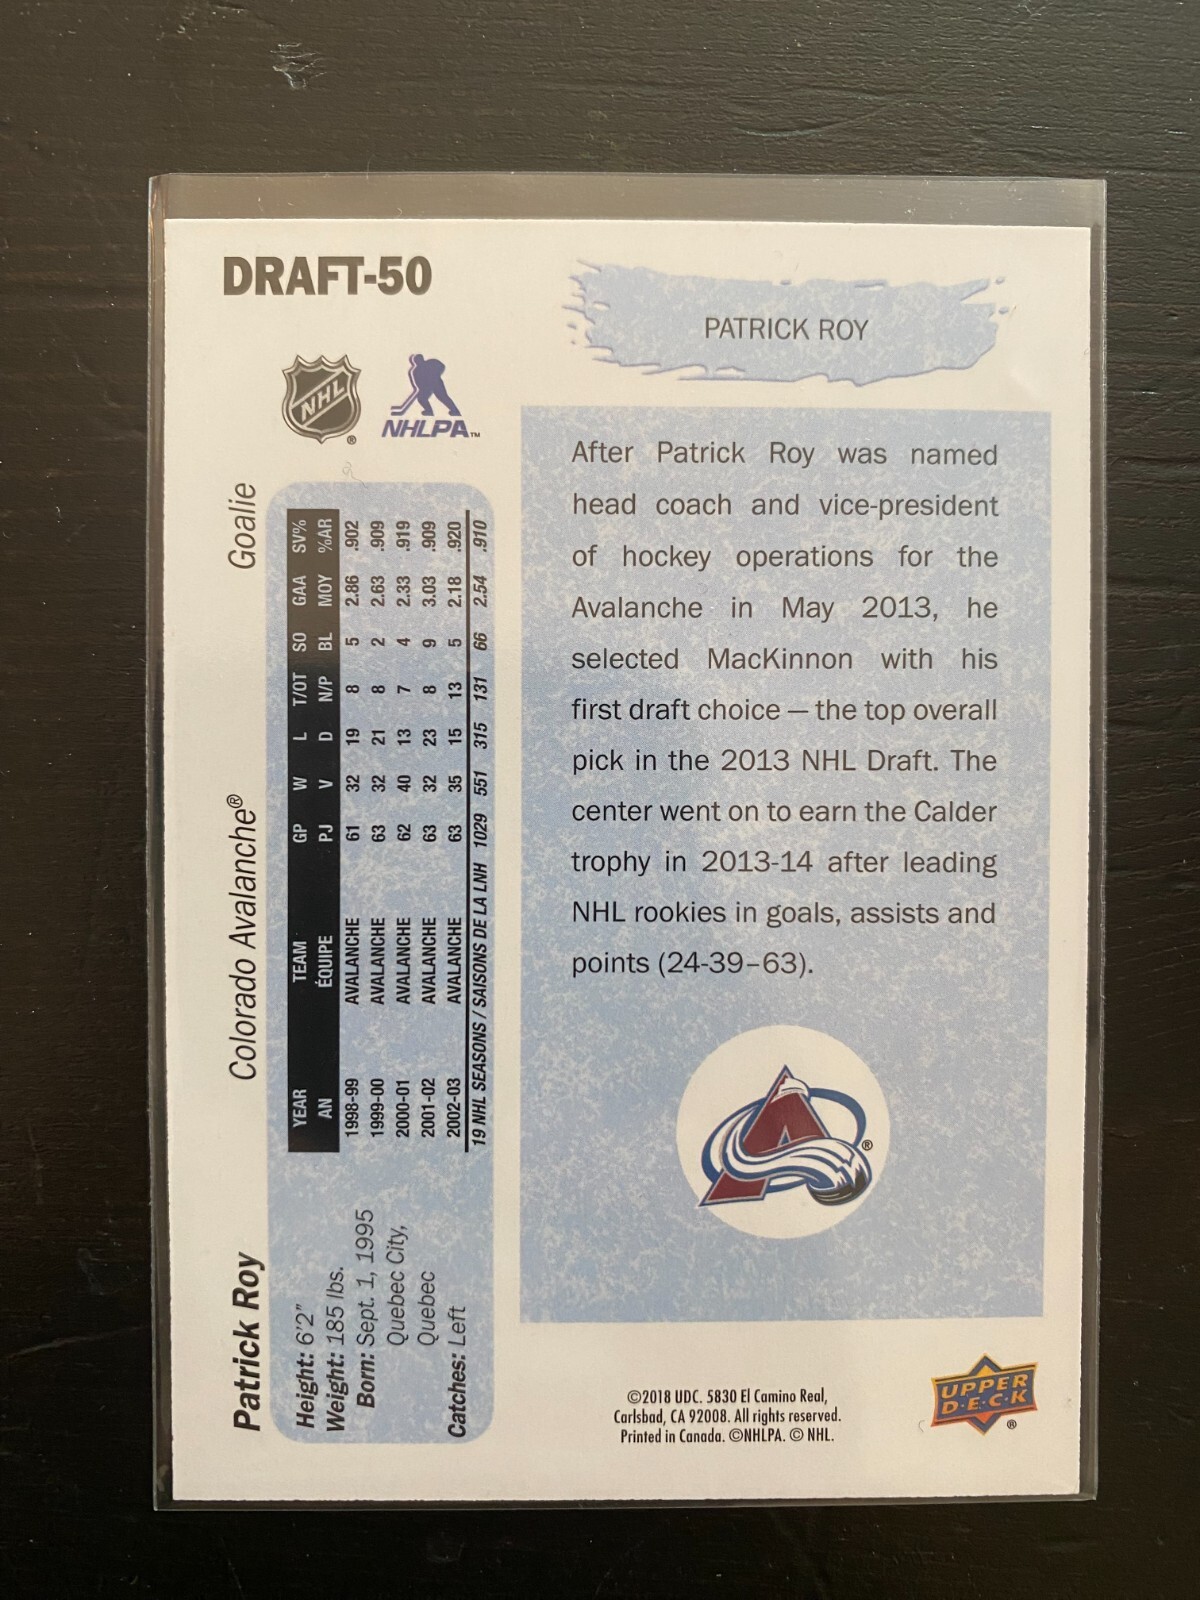 DRAFT-50
NHL
®
NHLPA™
Patrick Roy Colorado Avalanche® Goalie
Height: 6'2"
Weight: 185 lbs.
Born: Sept. 1, 1995
Quebec City,
Quebec
Catches: Left
YEAR TEAM GP W L T/OT SO GAA SV%
AN ÉQUIPE PJ V D N/P BL MOY %AR
1998-99 AVALANCHE 61 32 19 8 5 2.86 .902
1999-00 AVALANCHE 63 32 21 8 2 2.63 .909
2000-01 AVALANCHE 62 40 13 7 4 2.33 .919
2001-02 AVALANCHE 63 32 23 8 9 3.03 .909
2002-03 AVALANCHE 63 35 15 13 5 2.18 .920
19 NHL SEASONS / SAISONS DE LA LNH 1029 551 315 131 66 2.54 .910
PATRICK ROY
After Patrick Roy was named
head coach and vice-president
of hockey operations for the
Avalanche in May 2013, he
selected MacKinnon with his
first draft choice — the top overall
pick in the 2013 NHL Draft. The
center went on to earn the Calder
trophy in 2013-14 after leading
NHL rookies in goals, assists and
points (24-39–63).
A
®
©2018 UDC. 5830 El Camino Real,
Carlsbad, CA 92008. All rights reserved.
Printed in Canada. ©NHLPA. © NHL.
UPPER
D·E·C·K
®